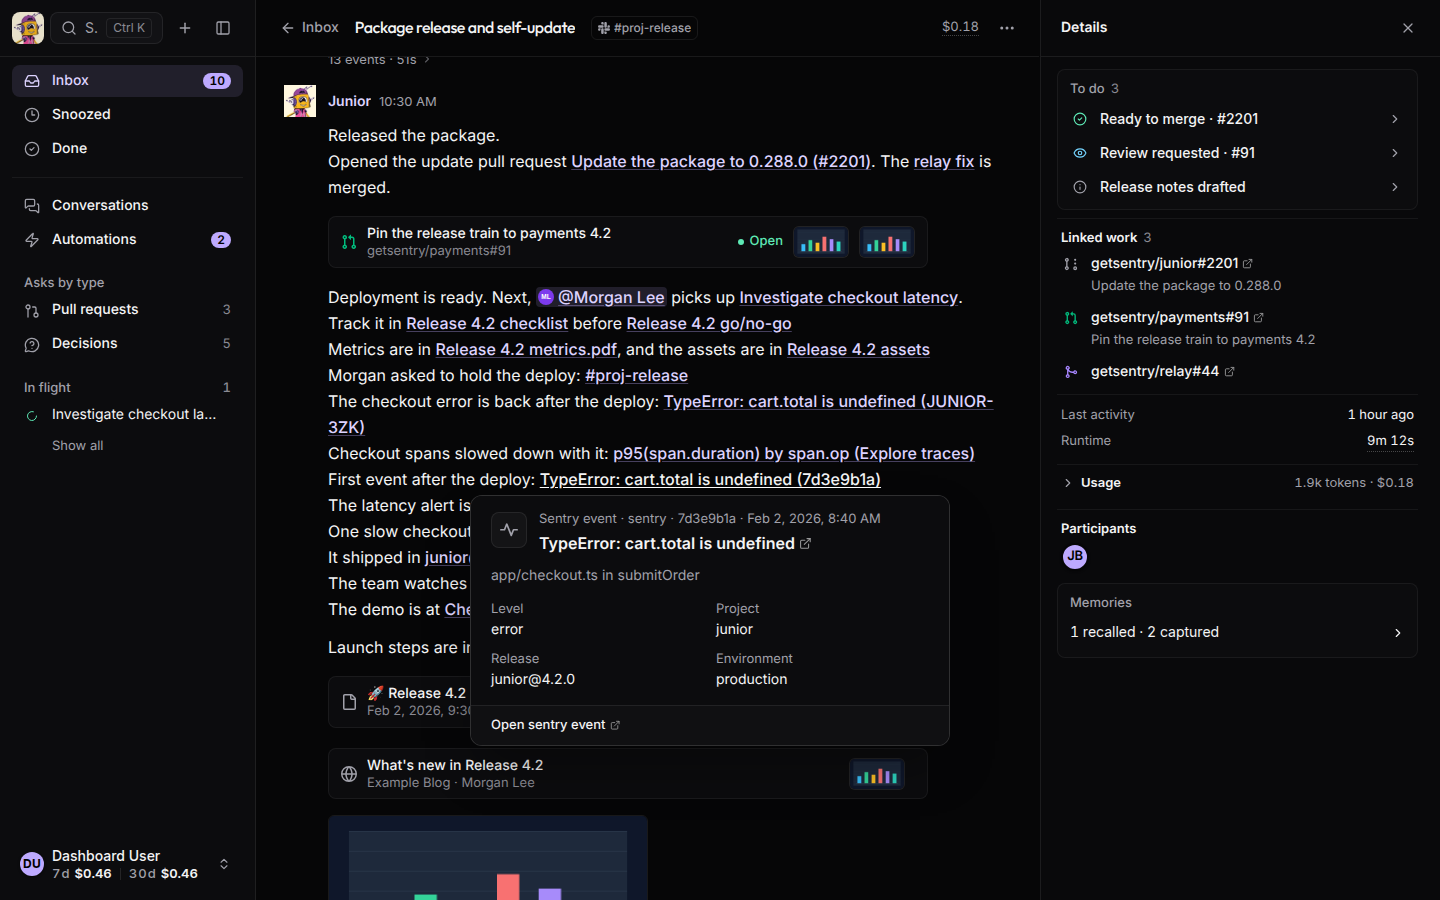 S.
Ctrl K
Inbox
10
Snoozed
Done
Conversations
Automations
2
Asks by type
Pull requests
3
Decisions
5
In flight
1
Investigate checkout la...
Show all
DU
Dashboard User
7d $0.46
30d $0.46
Inbox
Package release and self-update
#proj-release
$0.18
13 events · 51s
Junior 10:30 AM
Released the package.
Opened the update pull request Update the package to 0.288.0 (#2201). The relay fix is
merged.
Pin the release train to payments 4.2
getsentry/payments#91
Open
Deployment is ready. Next, ML @Morgan Lee picks up Investigate checkout latency.
Track it in Release 4.2 checklist before Release 4.2 go/no-go
Metrics are in Release 4.2 metrics.pdf, and the assets are in Release 4.2 assets
Morgan asked to hold the deploy: #proj-release
The checkout error is back after the deploy: TypeError: cart.total is undefined (JUNIOR-
3ZK)
Checkout spans slowed down with it: p95(span.duration) by span.op (Explore traces)
First event after the deploy: TypeError: cart.total is undefined (7d3e9b1a)
The latency alert is
One slow checkout
It shipped in junior
The team watches
The demo is at Che
Launch steps are in
Sentry event · sentry · 7d3e9b1a · Feb 2, 2026, 8:40 AM
TypeError: cart.total is undefined
app/checkout.ts in submitOrder
Level
error
Project
junior
Release
junior@4.2.0
Environment
production
Open sentry event
🚀 Release 4.2
Feb 2, 2026, 9:30
What's new in Release 4.2
Example Blog · Morgan Lee
Details
To do 3
Ready to merge · #2201
Review requested · #91
Release notes drafted
Linked work 3
getsentry/junior#2201
Update the package to 0.288.0
getsentry/payments#91
Pin the release train to payments 4.2
getsentry/relay#44
Last activity
1 hour ago
Runtime
9m 12s
Usage
1.9k tokens · $0.18
Participants
JB
Memories
1 recalled · 2 captured